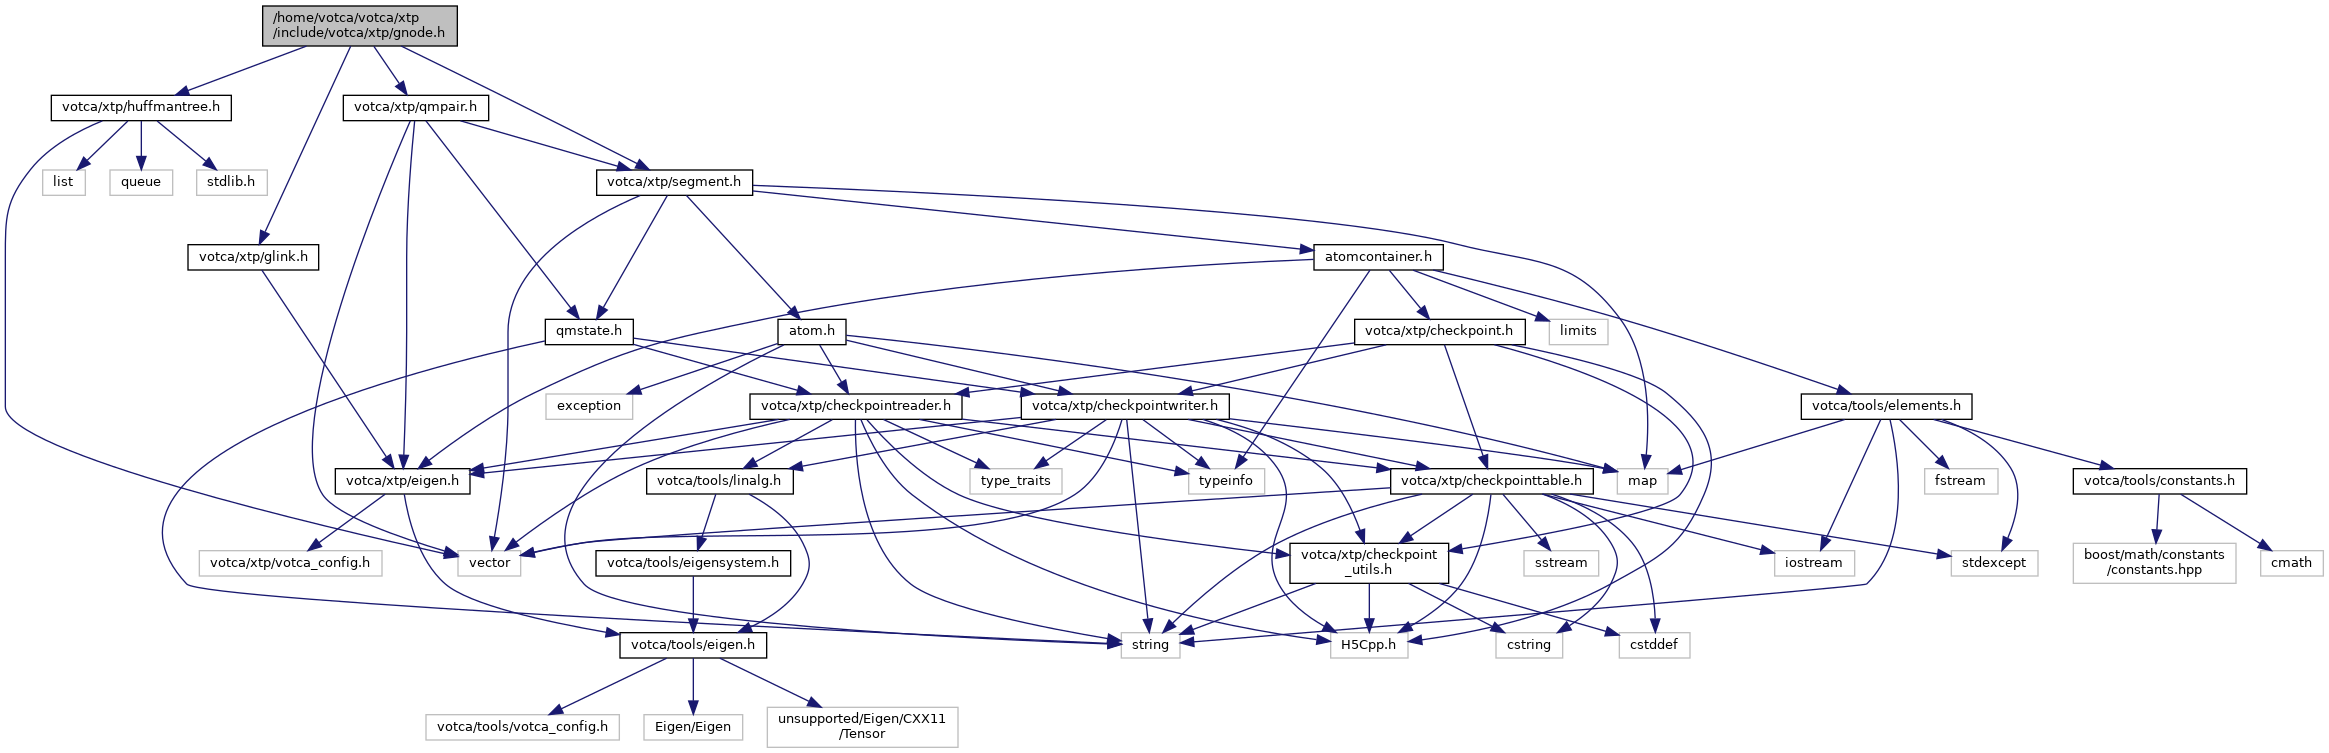 /home/votca/votca/xtp
/include/votca/xtp/gnode.h
votca/xtp/huffmantree.h
votca/xtp/qmpair.h
list
queue
stdlib.h
votca/xtp/segment.h
votca/xtp/glink.h
atomcontainer.h
qmstate.h
atom.h
votca/xtp/checkpoint.h
limits
exception
votca/xtp/checkpointreader.h
votca/xtp/checkpointwriter.h
votca/tools/elements.h
votca/xtp/eigen.h
votca/tools/linalg.h
type_traits
typeinfo
votca/xtp/checkpointtable.h
map
fstream
votca/tools/constants.h
votca/xtp/votca_config.h
vector
votca/tools/eigensystem.h
votca/xtp/checkpoint
_utils.h
sstream
iostream
stdexcept
boost/math/constants
/constants.hpp
cmath
votca/tools/eigen.h
string
H5Cpp.h
cstring
cstddef
votca/tools/votca_config.h
Eigen/Eigen
unsupported/Eigen/CXX11
/Tensor